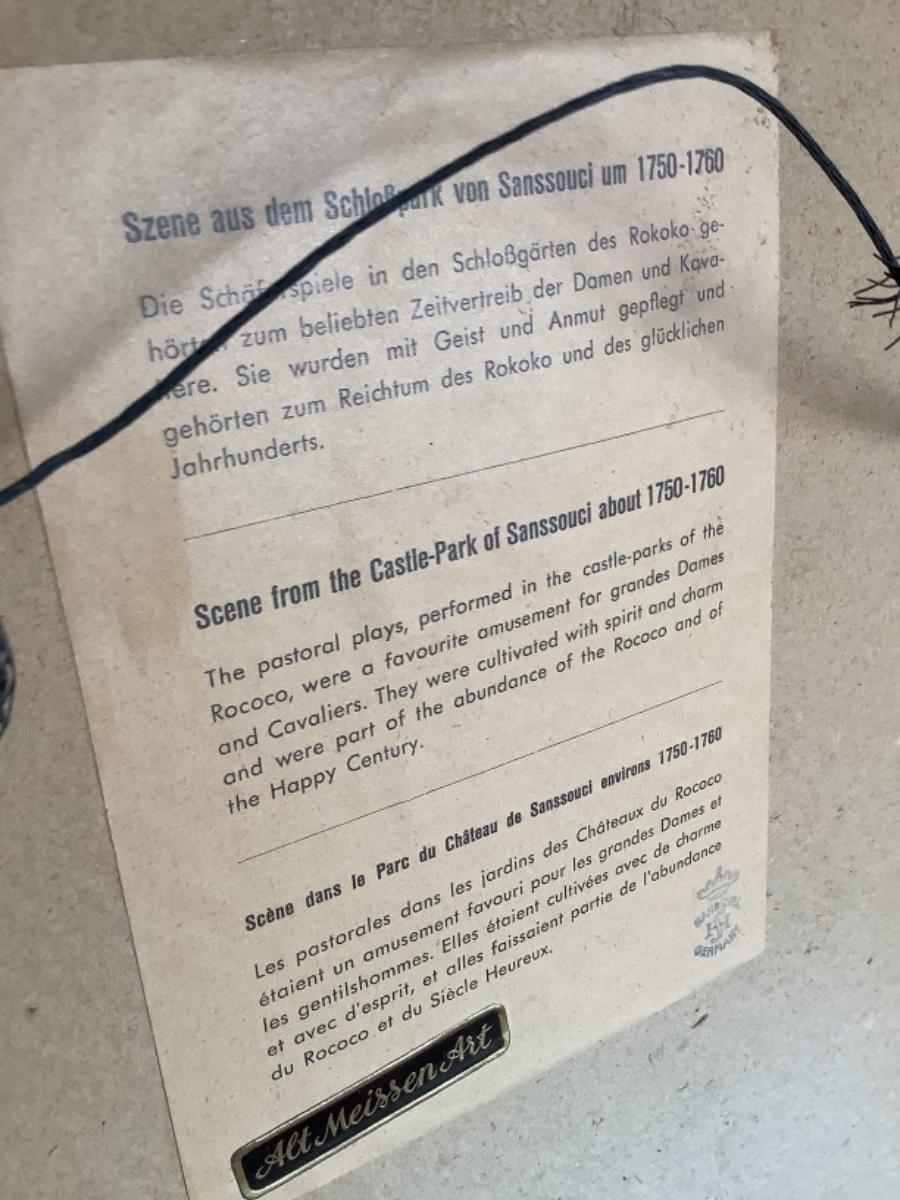 Szene aus dem Schloßpark von Sanssouci um 1750-1760
Die Schäferspiele in den Schloßgärten des Rokoko ge-
hörten zum beliebten Zeitvertreib der Damen und Kava-
liere. Sie wurden mit Geist und Anmut gepflegt und
gehörten zum Reichtum des Rokoko und des glücklichen
Jahrhunderts.
Scene from the Castle-Park of Sanssouci about 1750-1760
The pastoral plays, performed in the castle-parks of the
Rococo, were a favourite amusement for grandes Dames
and Cavaliers. They were cultivated with spirit and charm
and were part of the abundance of the Rococo and of
the Happy Century.
Scène dans le Parc du Château de Sanssouci environs 1750-1760
Les pastorales dans les jardins des Châteaux du Rococo
étaient un amusement favouri pour les grandes Dames et
les gentilshommes. Elles étaient cultivées avec de charme
et avec d'esprit, et alles faissaient partie de l'abundance
du Rococo et du Siècle Heureux.
GERMANY
Alt Meissen Art